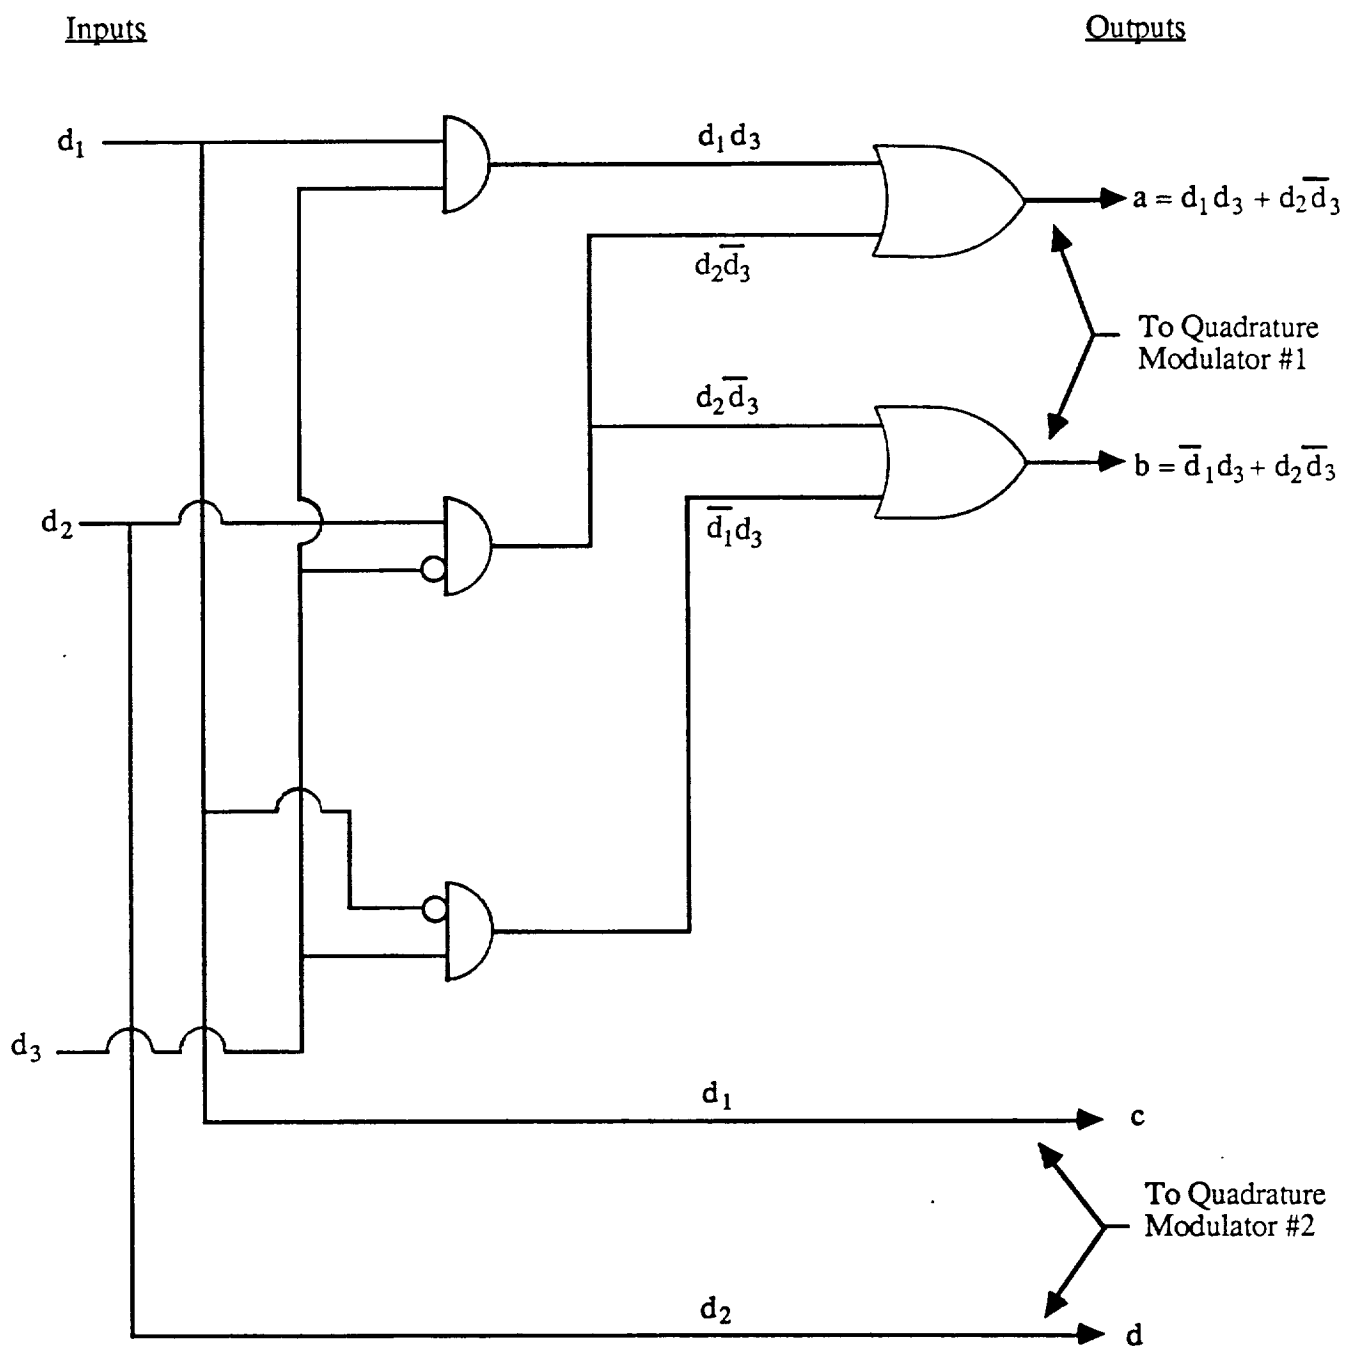 Inputs
Outputs
d₁
d₁d₃
a = d₁d₃ + d₂d̅₃
d₂d̅₃
To Quadrature
Modulator #1
d₂d̅₃
b = d̅₁d₃ + d₂d̅₃
d₂
d̅₁d₃
d₃
d₁
c
To Quadrature
Modulator #2
d₂
d